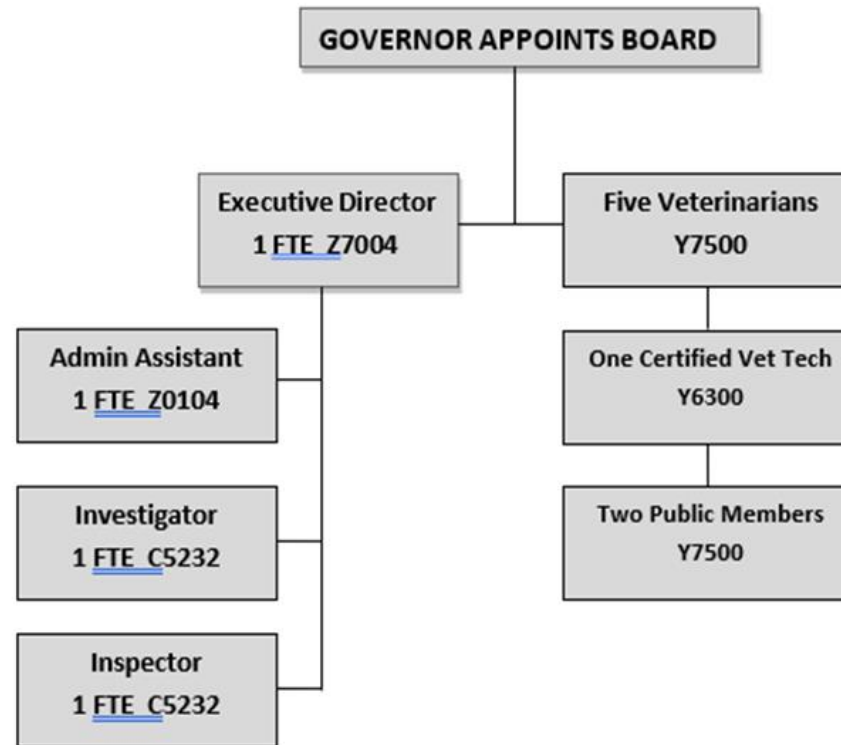 GOVERNOR APPOINTS BOARD
Executive Director
1 FTE Z7004
Five Veterinarians
Y7500
Admin Assistant
1 FTE Z0104
One Certified Vet Tech
Y6300
Investigator
1 FTE C5232
Two Public Members
Y7500
Inspector
1 FTE C5232